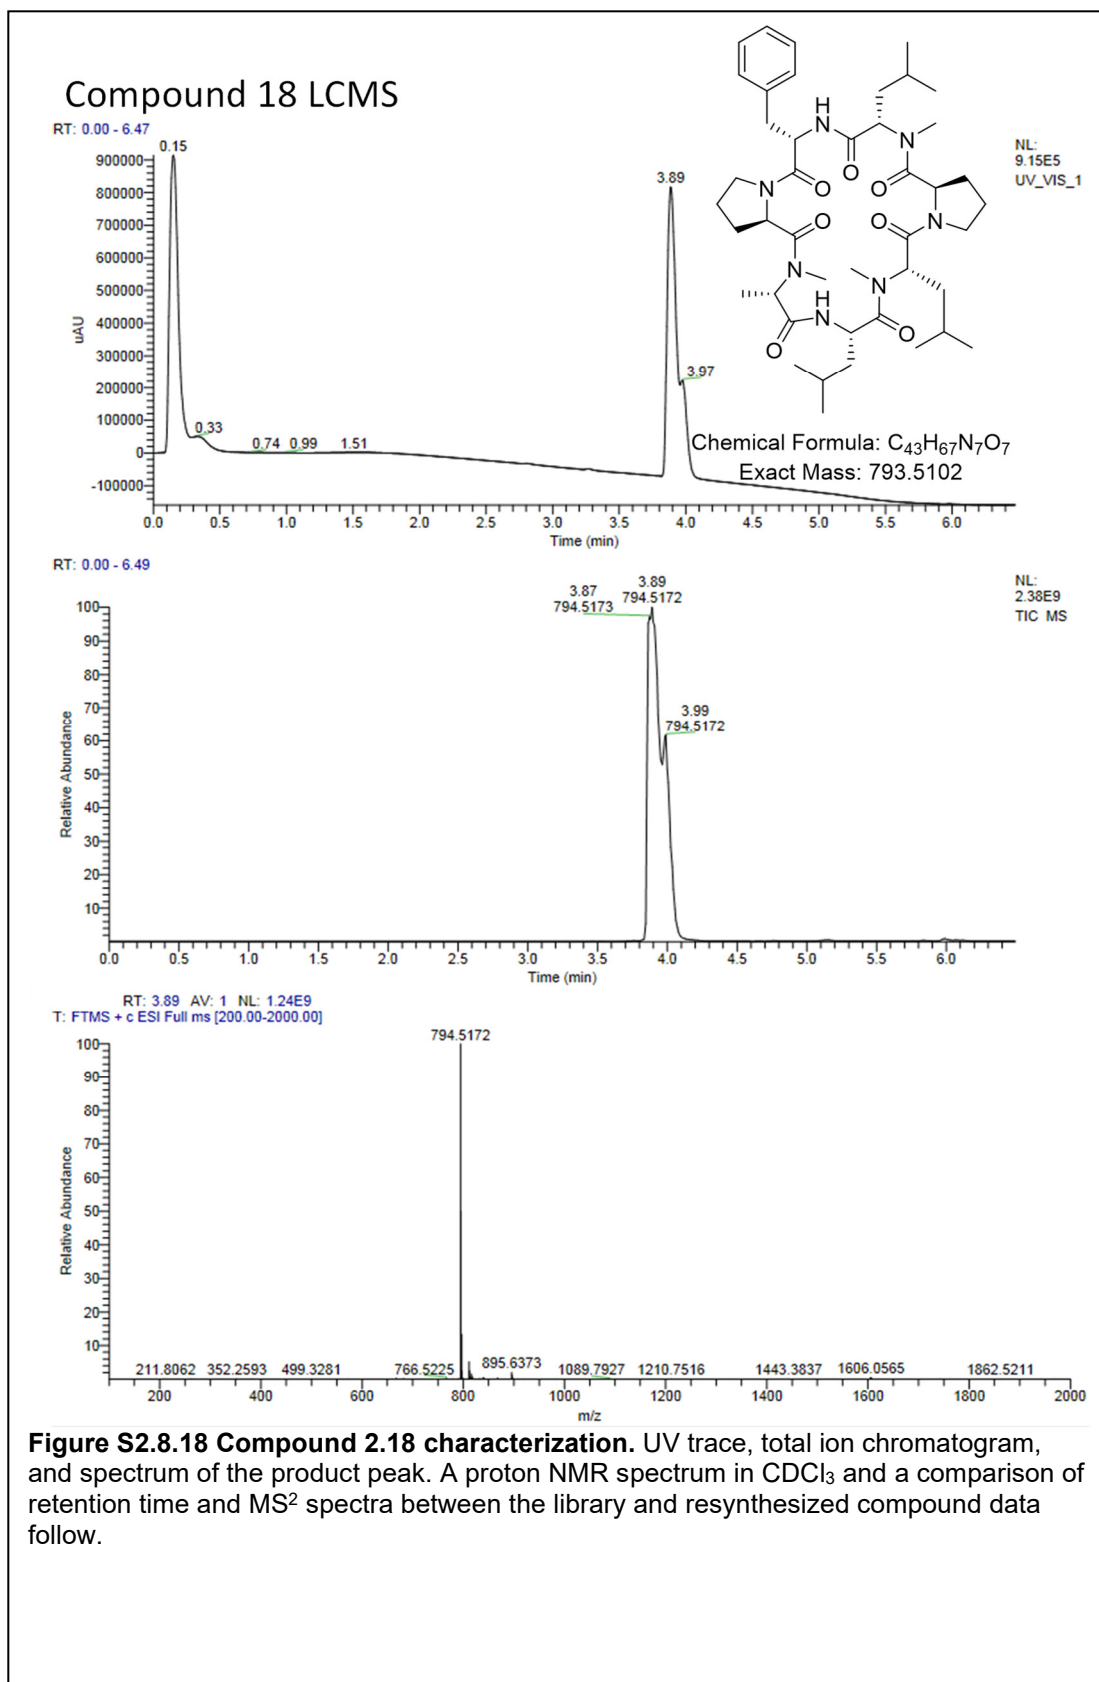 Compound 18 LCMS
RT: 0.00 - 6.47
NL:
9.15E5
UV_VIS_1
0.15
3.89
3.97
0.33
0.74
0.99
1.51
900000
800000
700000
600000
500000
400000
300000
200000
100000
0
-100000
uAU
0.0 0.5 1.0 1.5 2.0 2.5 3.0 3.5 4.0 4.5 5.0 5.5 6.0
Time (min)
H
N
O
N
O
N
O
N
O
N
O
N
O
N
H
N
O
Chemical Formula: C43H67N7O7
Exact Mass: 793.5102
RT: 0.00 - 6.49
NL:
2.38E9
TIC MS
3.87
794.5173
3.89
794.5172
3.99
794.5172
100
90
80
70
60
50
40
30
20
10
Relative Abundance
0.0 0.5 1.0 1.5 2.0 2.5 3.0 3.5 4.0 4.5 5.0 5.5 6.0
Time (min)
RT: 3.89 AV: 1 NL: 1.24E9
T: FTMS + c ESI Full ms [200.00-2000.00]
794.5172
100
90
80
70
60
50
40
30
20
10
Relative Abundance
211.8062 352.2593 499.3281 766.5225 895.6373 1089.7927 1210.7516 1443.3837 1606.0565 1862.5211
200 400 600 800 1000 1200 1400 1600 1800 2000
m/z
Figure S2.8.18 Compound 2.18 characterization. UV trace, total ion chromatogram,
and spectrum of the product peak. A proton NMR spectrum in CDCl3 and a comparison of
retention time and MS2 spectra between the library and resynthesized compound data
follow.